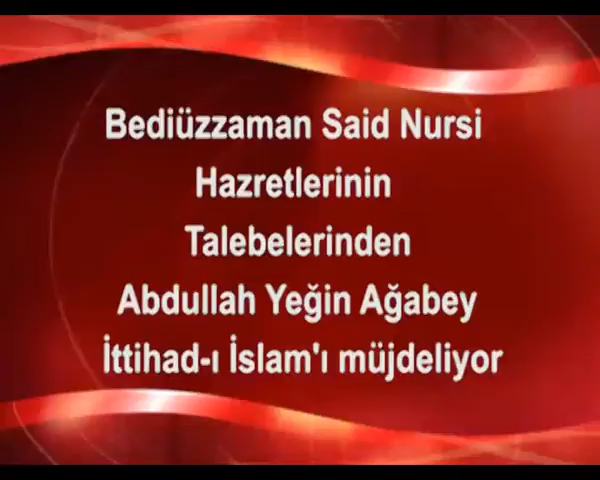 Bediüzzaman Said Nursi
Hazretlerinin
Talebelerinden
Abdullah Yeğin Ağabey
İttihad-ı İslam'ı müjdeliyor